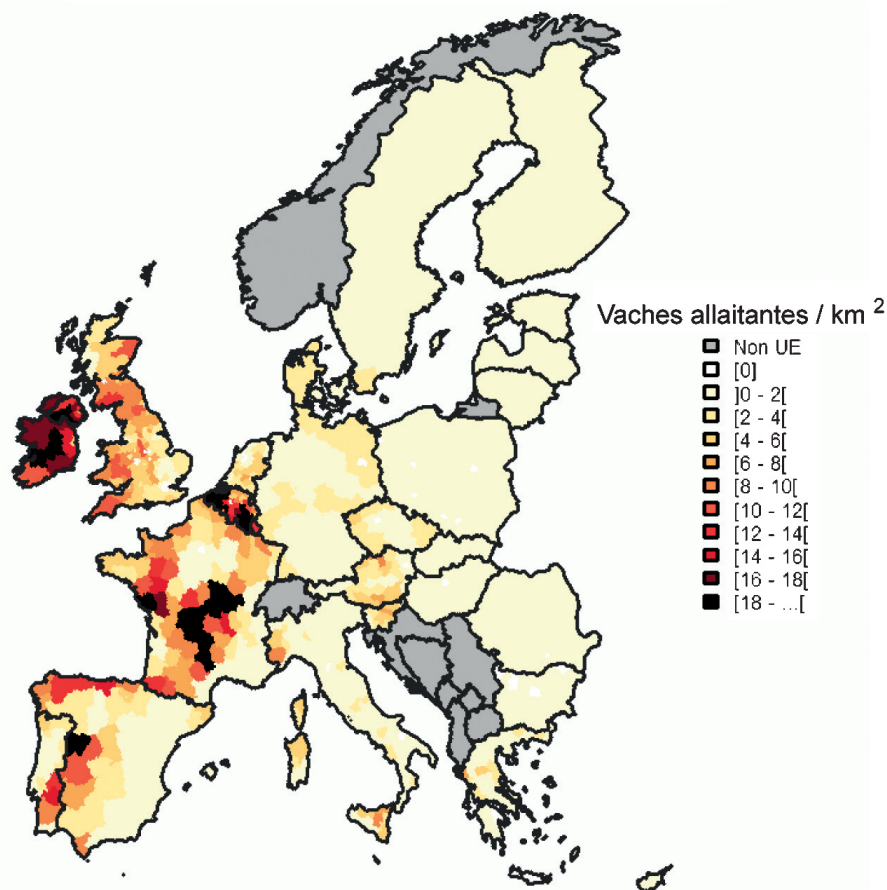 Vaches allaitantes / km ²
Non UE
[0]
]0 - 2[
[2 - 4[
[4 - 6[
[6 - 8[
[8 - 10[
[10 - 12[
[12 - 14[
[14 - 16[
[16 - 18[
[18 - ...[